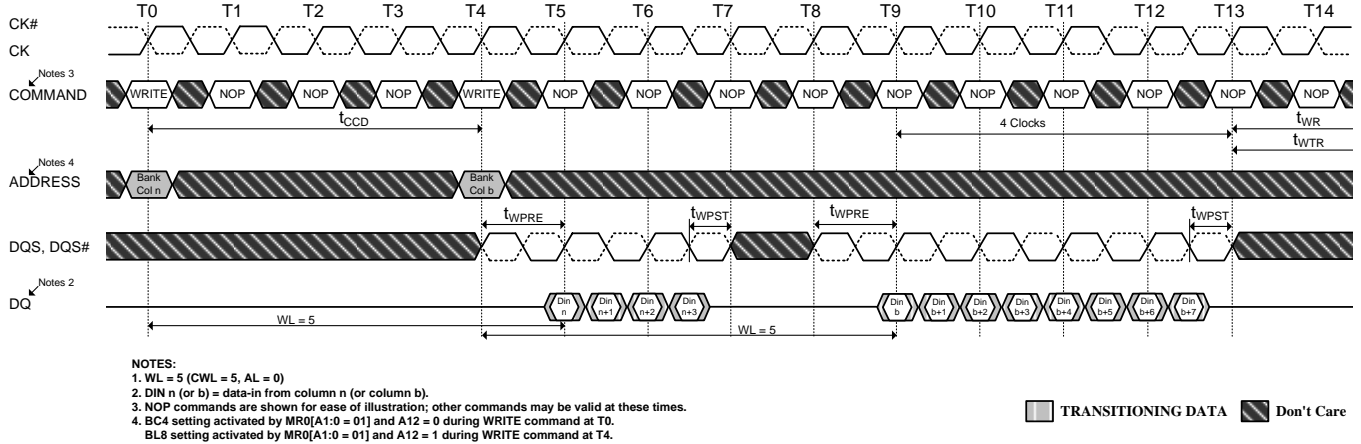 T0 T1 T2 T3 T4 T5 T6 T7 T8 T9 T10 T11 T12 T13 T14
CK#
CK
Notes 3
COMMAND
WRITE NOP NOP NOP WRITE NOP NOP NOP NOP NOP NOP NOP NOP NOP NOP
tCCD
4 Clocks
tWR
tWTR
Notes 4
ADDRESS
Bank Col n
Bank Col b
tWPRE tWPST tWPRE tWPST
DQS, DQS#
Notes 2
DQ
Din n
Din n+1
Din n+2
Din n+3
Din b
Din b+1
Din b+2
Din b+3
Din b+4
Din b+5
Din b+6
Din b+7
WL = 5
WL = 5
NOTES:
1. WL = 5 (CWL = 5, AL = 0)
2. DIN n (or b) = data-in from column n (or column b).
3. NOP commands are shown for ease of illustration; other commands may be valid at these times.
4. BC4 setting activated by MR0[A1:0 = 01] and A12 = 0 during WRITE command at T0.
BL8 setting activated by MR0[A1:0 = 01] and A12 = 1 during WRITE command at T4.
TRANSITIONING DATA
Don't Care